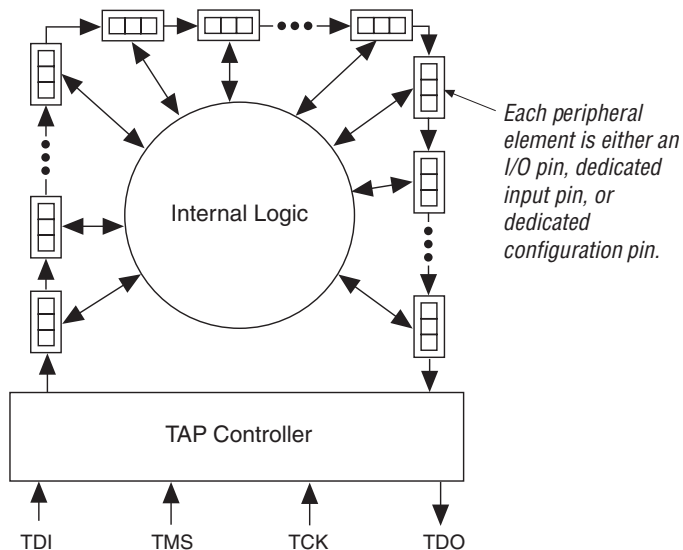 Each peripheral
element is either an
I/O pin, dedicated
input pin, or
dedicated
configuration pin.
Internal Logic
TAP Controller
TDI
TMS
TCK
TDO